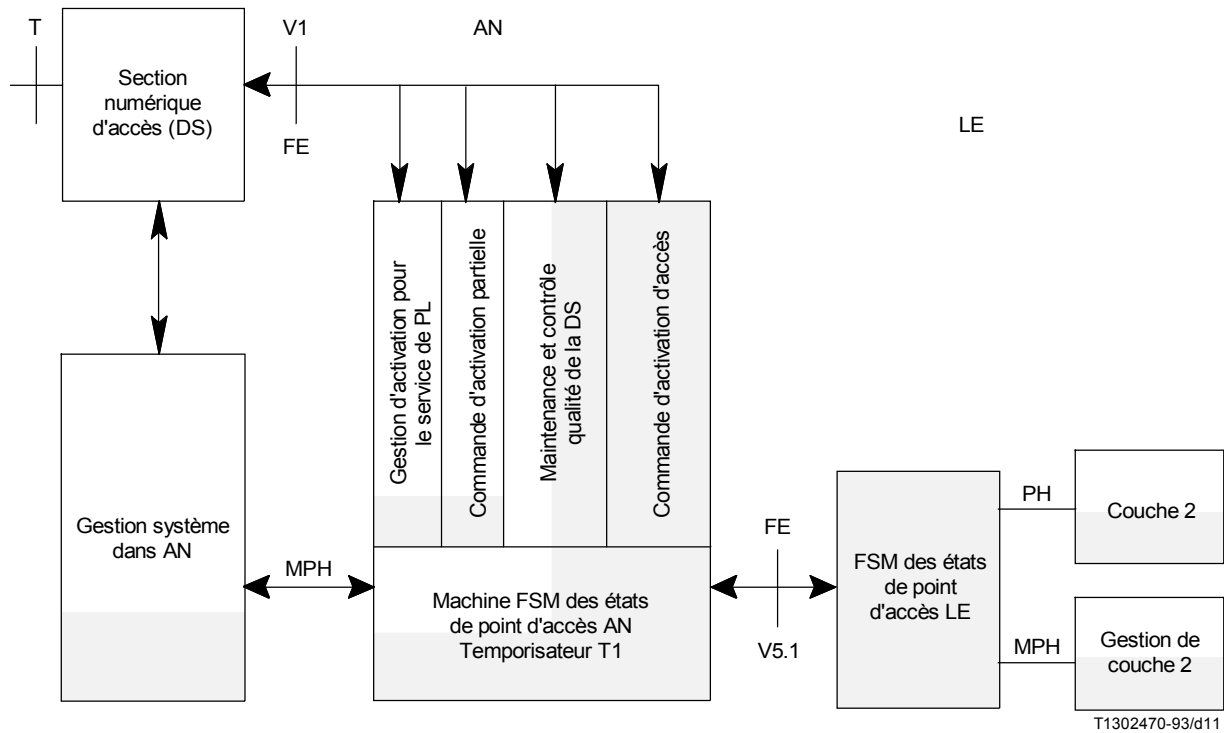 T
V1
AN
Section
numérique
d'accès (DS)
FE
LE
Gestion d'activation pour
le service de PL
Commande d'activation partielle
Maintenance et contrôle
qualité de la DS
Commande d'activation d'accès
Gestion système
dans AN
MPH
Machine FSM des états
de point d'accès AN
Temporisateur T1
FE
V5.1
FSM des états
de point
d'accès LE
PH
Couche 2
MPH
Gestion de
couche 2
T1302470-93/d11